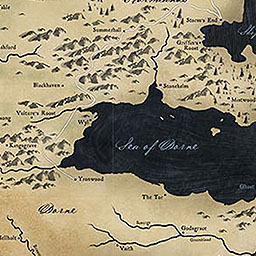 Storm's End
Summerhall
Griffin's
Roost
Blackhaven
Stonehelm
Mistwood
Vulture's Roost
Wyl
Kingsgrave
Sea of Dorne
Yronwood
Dorne
The Tor
Ghost
Godsgrace
Vaith